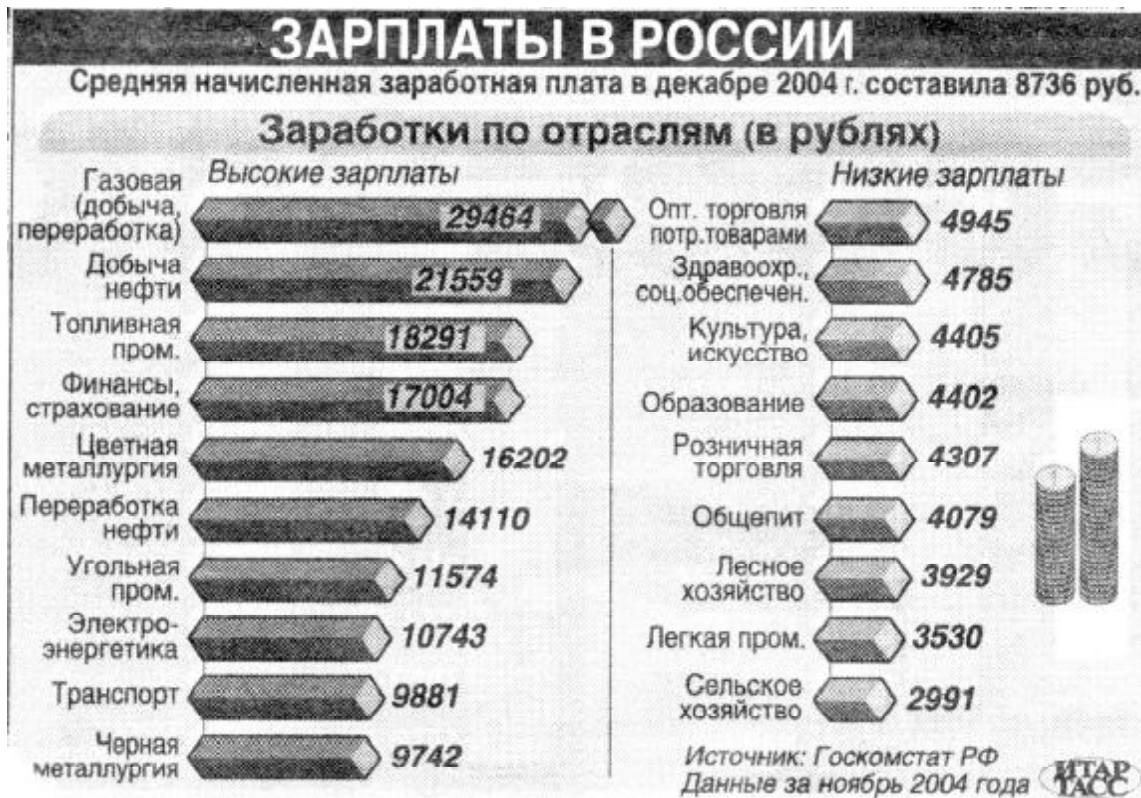 ЗАРПЛАТЫ В РОССИИ
Средняя начисленная заработная плата в декабре 2004 г. составила 8736 руб.
Заработки по отраслям (в рублях)
Высокие зарплаты
Газовая
(добыча,
переработка)
29464
Добыча
нефти
21559
Топливная
пром.
18291
Финансы,
страхование
17004
Цветная
металлургия
16202
Переработка
нефти
14110
Угольная
пром.
11574
Электро-
энергетика
10743
Транспорт
9881
Черная
металлургия
9742
Низкие зарплаты
Опт. торговля
потр.товарами
4945
Здравоохр.,
соц.обеспечен.
4785
Культура,
искусство
4405
Образование
4402
Розничная
торговля
4307
Общепит
4079
Лесное
хозяйство
3929
Легкая пром.
3530
Сельское
хозяйство
2991
Источник: Госкомстат РФ
Данные за ноябрь 2004 года
ИТАР
ТАСС